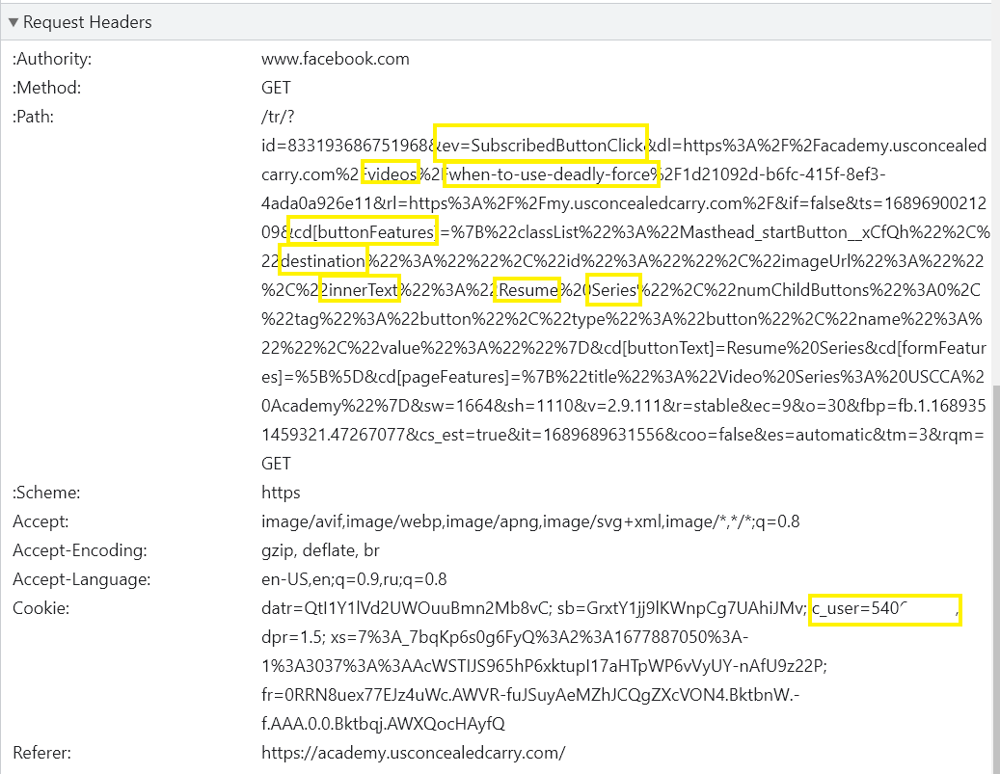 Request Headers
:Authority: www.facebook.com
:Method: GET
:Path: /tr/?
id=833193686751968&ev=SubscribedButtonClick&dl=https%3A%2F%2Facademy.usconcealed
carry.com%2Fvideos%2Fwhen-to-use-deadly-force%2F1d21092d-b6fc-415f-8ef3-
4ada0a926e11&rl=https%3A%2F%2Fmy.usconcealedcarry.com%2F&if=false&ts=16896900212
09&cd[buttonFeatures]=%7B%22classList%22%3A%22Masthead_startButton__xCfQh%22%2C%
22destination%22%3A%22%22%2C%22id%22%3A%22%22%2C%22imageUrl%22%3A%22%22
%2C%22innerText%22%3A%22Resume%20Series%22%2C%22numChildButtons%22%3A0%2C
%22tag%22%3A%22button%22%2C%22type%22%3A%22button%22%2C%22name%22%3A%
22%22%2C%22value%22%3A%22%22%7D&cd[buttonText]=Resume%20Series&cd[formFeatur
es]=%5B%5D&cd[pageFeatures]=%7B%22title%22%3A%22Video%20Series%3A%20USCCA%2
0Academy%22%7D&sw=1664&sh=1110&v=2.9.111&r=stable&ec=9&o=30&fbp=fb.1.168935
1459321.47267077&cs_est=true&it=1689689631556&coo=false&es=automatic&tm=3&rqm=
GET
:Scheme: https
Accept: image/avif,image/webp,image/apng,image/svg+xml,image/*,*/*;q=0.8
Accept-Encoding: gzip, deflate, br
Accept-Language: en-US,en;q=0.9,ru;q=0.8
Cookie: datr=QtI1Y1lVd2UWOuuBmn2Mb8vC; sb=GrxtY1jj9lKWnpCg7UAhiJMv; c_user=540
dpr=1.5; xs=7%3A_7bqKp6s0g6FyQ%3A2%3A1677887050%3A-
1%3A3037%3A%3AAcWSTIJS965hP6xktupI17aHTpWP6vVyUY-nAfU9z22P;
fr=0RRN8uex77EJz4uWc.AWVR-fuJSuyAeMZhJCQgZXcVON4.BktbnW.-
f.AAA.0.0.Bktbqj.AWXQocHAyfQ
Referer: https://academy.usconcealedcarry.com/